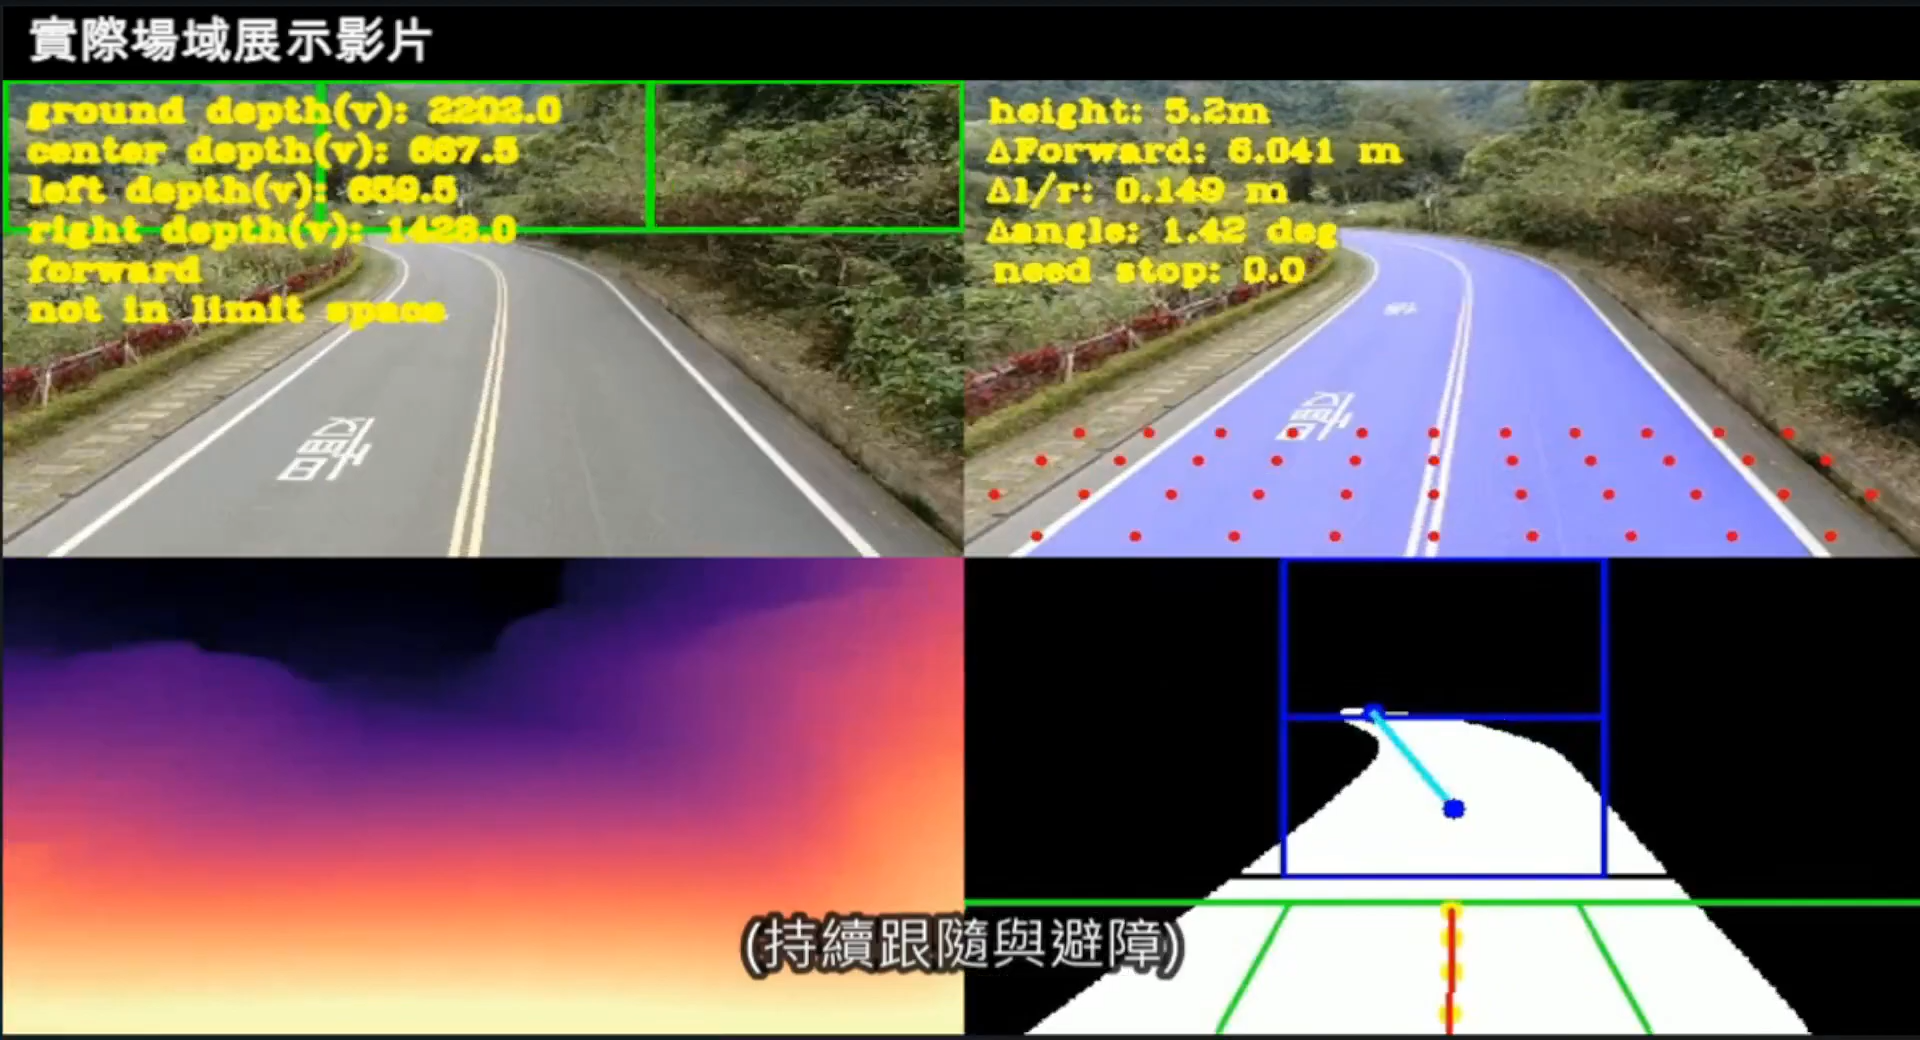 實際場域展示影片
ground depth(v): 2202.0
center depth(v): 667.5
left depth(v): 659.5
right depth(v): 1428.0
forward
not in limit space
height: 5.2m
ΔForward: 6.041 m
Δl/r: 0.149 m
Δangle: 1.42 deg
need stop: 0.0
(持續跟隨與避障)